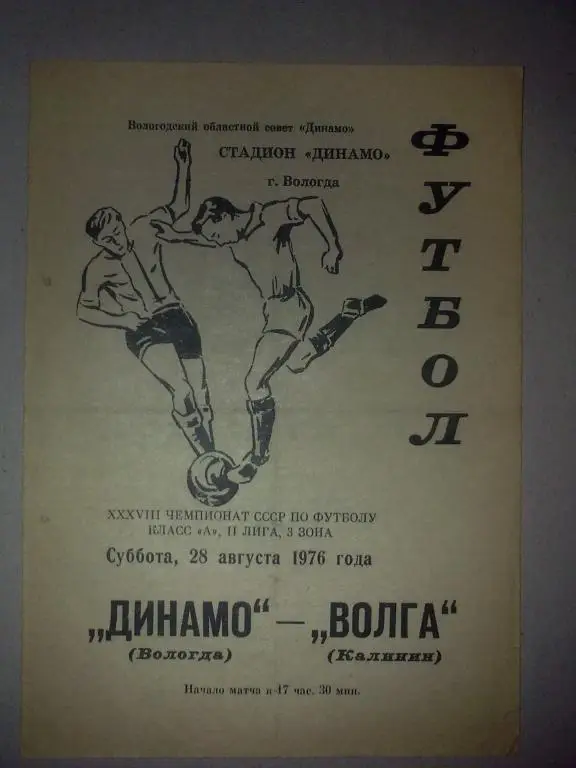 Вологодский областной совет «Динамо»
СТАДИОН «ДИНАМО»
г. Вологда
ФУТБОЛ
XXXVIII ЧЕМПИОНАТ СССР ПО ФУТБОЛУ
КЛАСС «А», II ЛИГА, 3 ЗОНА
Суббота, 28 августа 1976 года
„ДИНАМО“ — „ВОЛГА“
(Вологда) (Калинин)
Начало матча в 17 час. 30 мин.